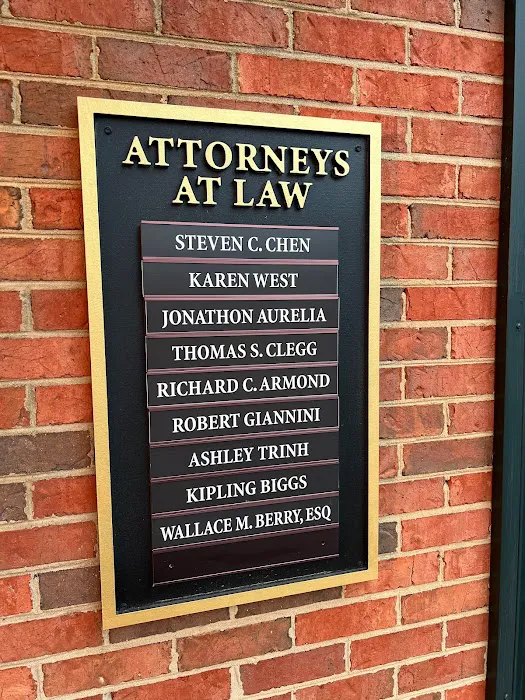 ATTORNEYS
AT LAW
STEVEN C. CHEN
KAREN WEST
JONATHON AURELIA
THOMAS S. CLEGG
RICHARD C. ARMOND
ROBERT GIANNINI
ASHLEY TRINH
KIPLING BIGGS
WALLACE M. BERRY, ESQ